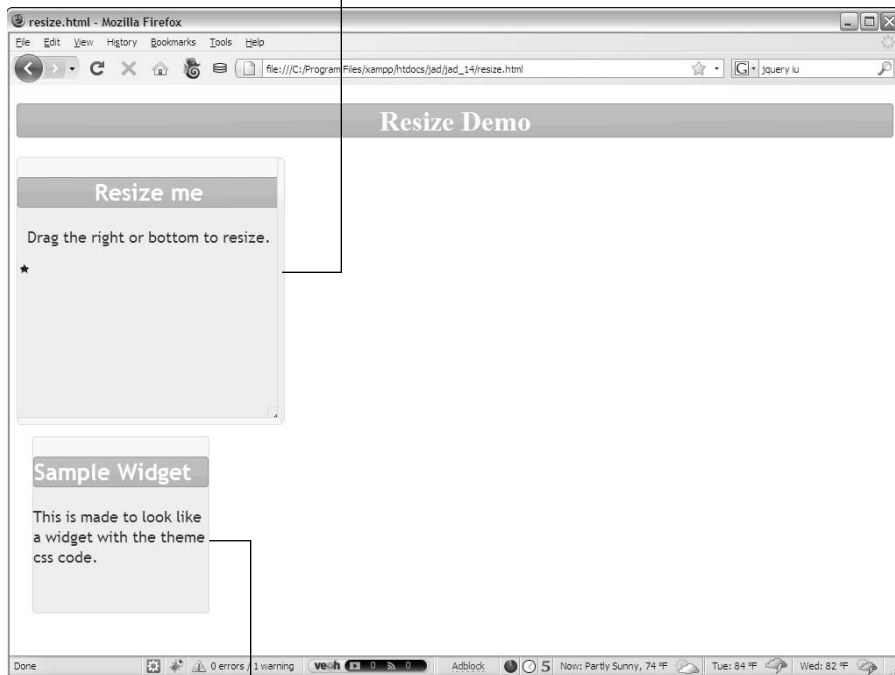 resize.html - Mozilla Firefox
File Edit View History Bookmarks Tools Help
file:///C:/Program Files/xampp/htdocs/jad/jad_14/resize.html
G jquery iu
Resize Demo
Resize me
Drag the right or bottom to resize.
Sample Widget
This is made to look like
a widget with the theme
css code.
Done 0 errors / 1 warning veoh 0 0 Adblock 5 Now: Partly Sunny, 74 °F Tue: 84 °F Wed: 82 °F